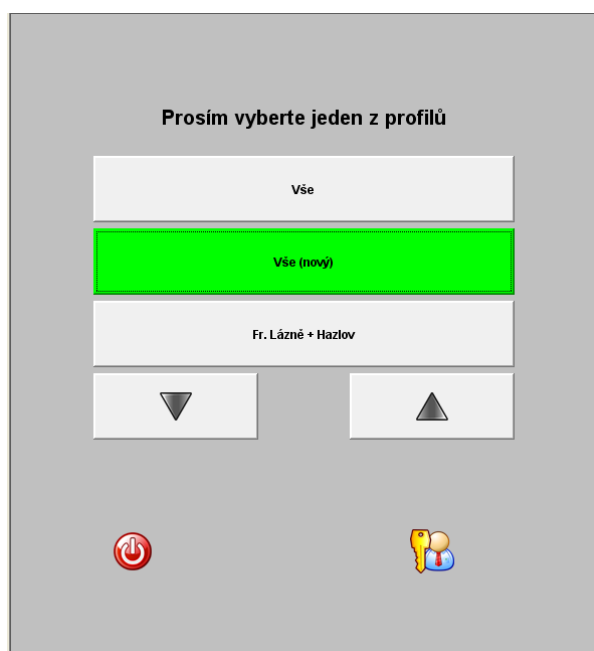 Prosím vyberte jeden z profilů
Vše
Vše (nový)
Fr. Lázně + Hazlov